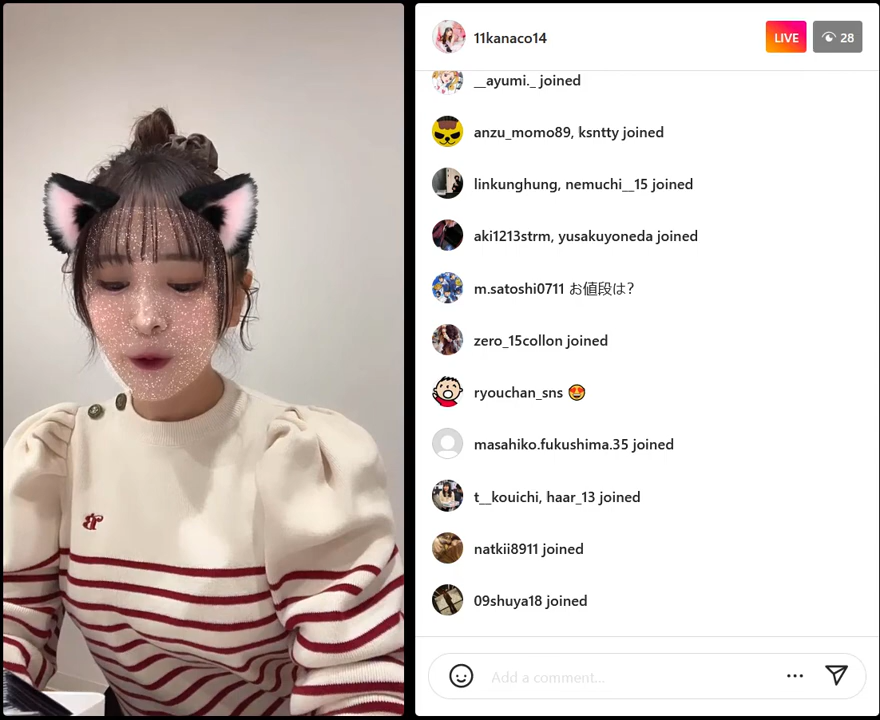 11kanaco14
LIVE
28
__ayumi._ joined
anzu_momo89, ksntty joined
linkunghung, nemuchi__15 joined
aki1213strm, yusakuyoneda joined
m.satoshi0711 お値段は?
zero_15collon joined
ryouchan_sns 😍
masahiko.fukushima.35 joined
t__kouichi, haar_13 joined
natkii8911 joined
09shuya18 joined
Add a comment...